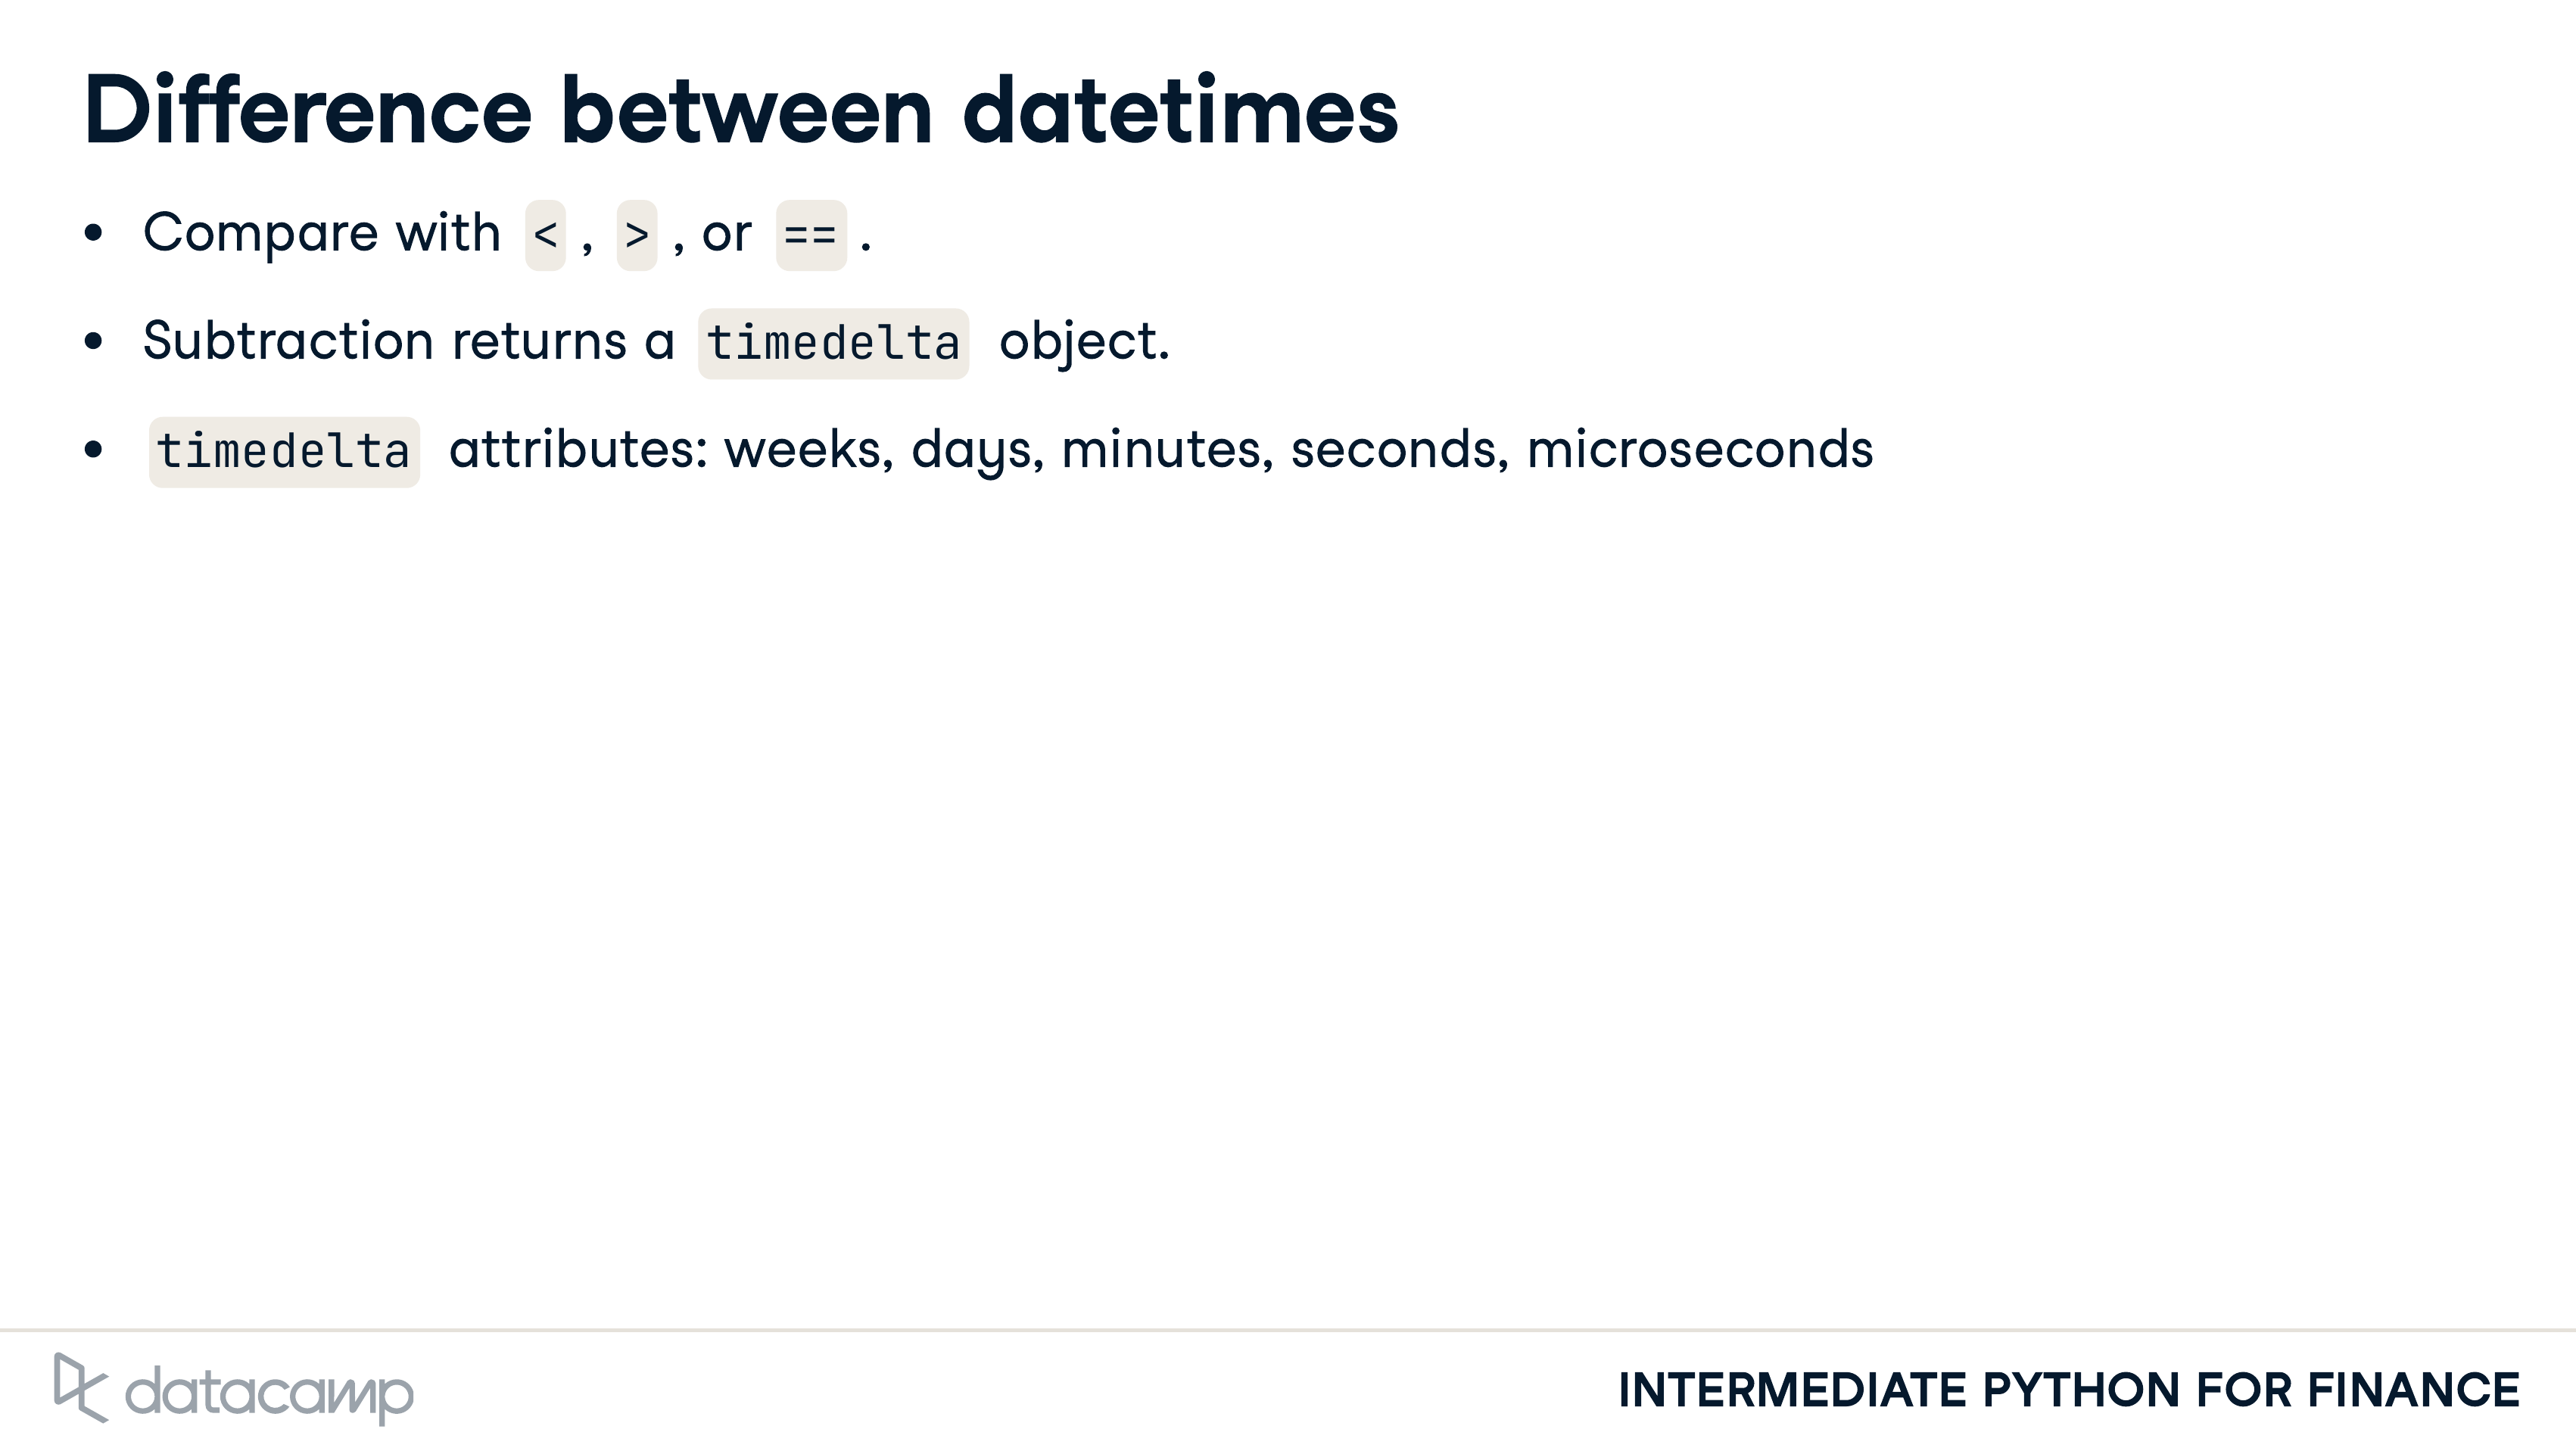 Difference between datetimes
• Compare with < , > , or == .
• Subtraction returns a timedelta object.
• timedelta attributes: weeks, days, minutes, seconds, microseconds
datacamp
INTERMEDIATE PYTHON FOR FINANCE